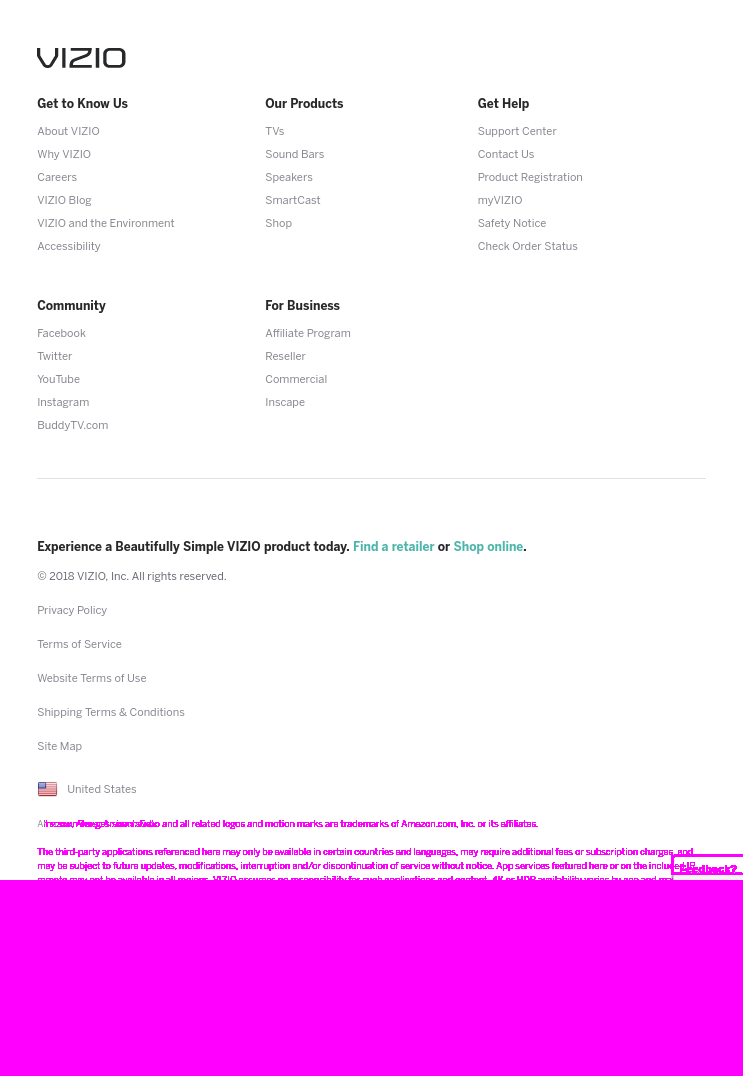 VIZIO
Get to Know Us
About VIZIO
Why VIZIO
Careers
VIZIO Blog
VIZIO and the Environment
Accessibility
Our Products
TVs
Sound Bars
Speakers
SmartCast
Shop
Get Help
Support Center
Contact Us
Product Registration
myVIZIO
Safety Notice
Check Order Status
Community
Facebook
Twitter
YouTube
Instagram
BuddyTV.com
For Business
Affiliate Program
Reseller
Commercial
Inscape
Experience a Beautifully Simple VIZIO product today. Find a retailer or Shop online.
© 2018 VIZIO, Inc. All rights reserved.
Privacy Policy
Terms of Service
Website Terms of Use
Shipping Terms & Conditions
Site Map
United States
and all related logos and motion marks are trademarks of Amazon.com, Inc. or its affiliates.
The third-party applications referenced here may only be available in certain countries and languages, may require additional fees or subscription charges, and
may be subject to future updates, modifications, interruption and/or discontinuation of service without notice. App services featured here or on the included IR
remote may not be available in all regions. VIZIO assumes no responsibility for such applications and content. 4K or HDR availability varies by app and may
Feedback?